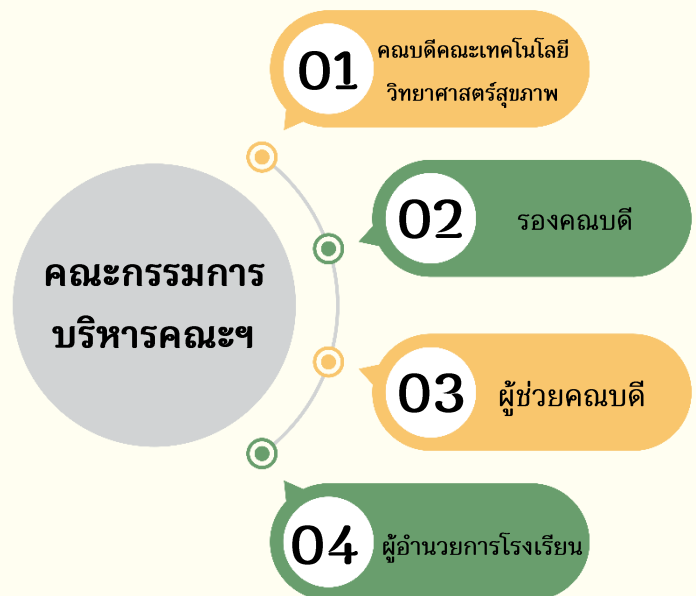 คณะกรรมการ
บริหารคณะฯ
01
คณบดีคณะเทคโนโลยี
วิทยาศาสตร์สุขภาพ
02
รองคณบดี
03
ผู้ช่วยคณบดี
04
ผู้อำนวยการโรงเรียน